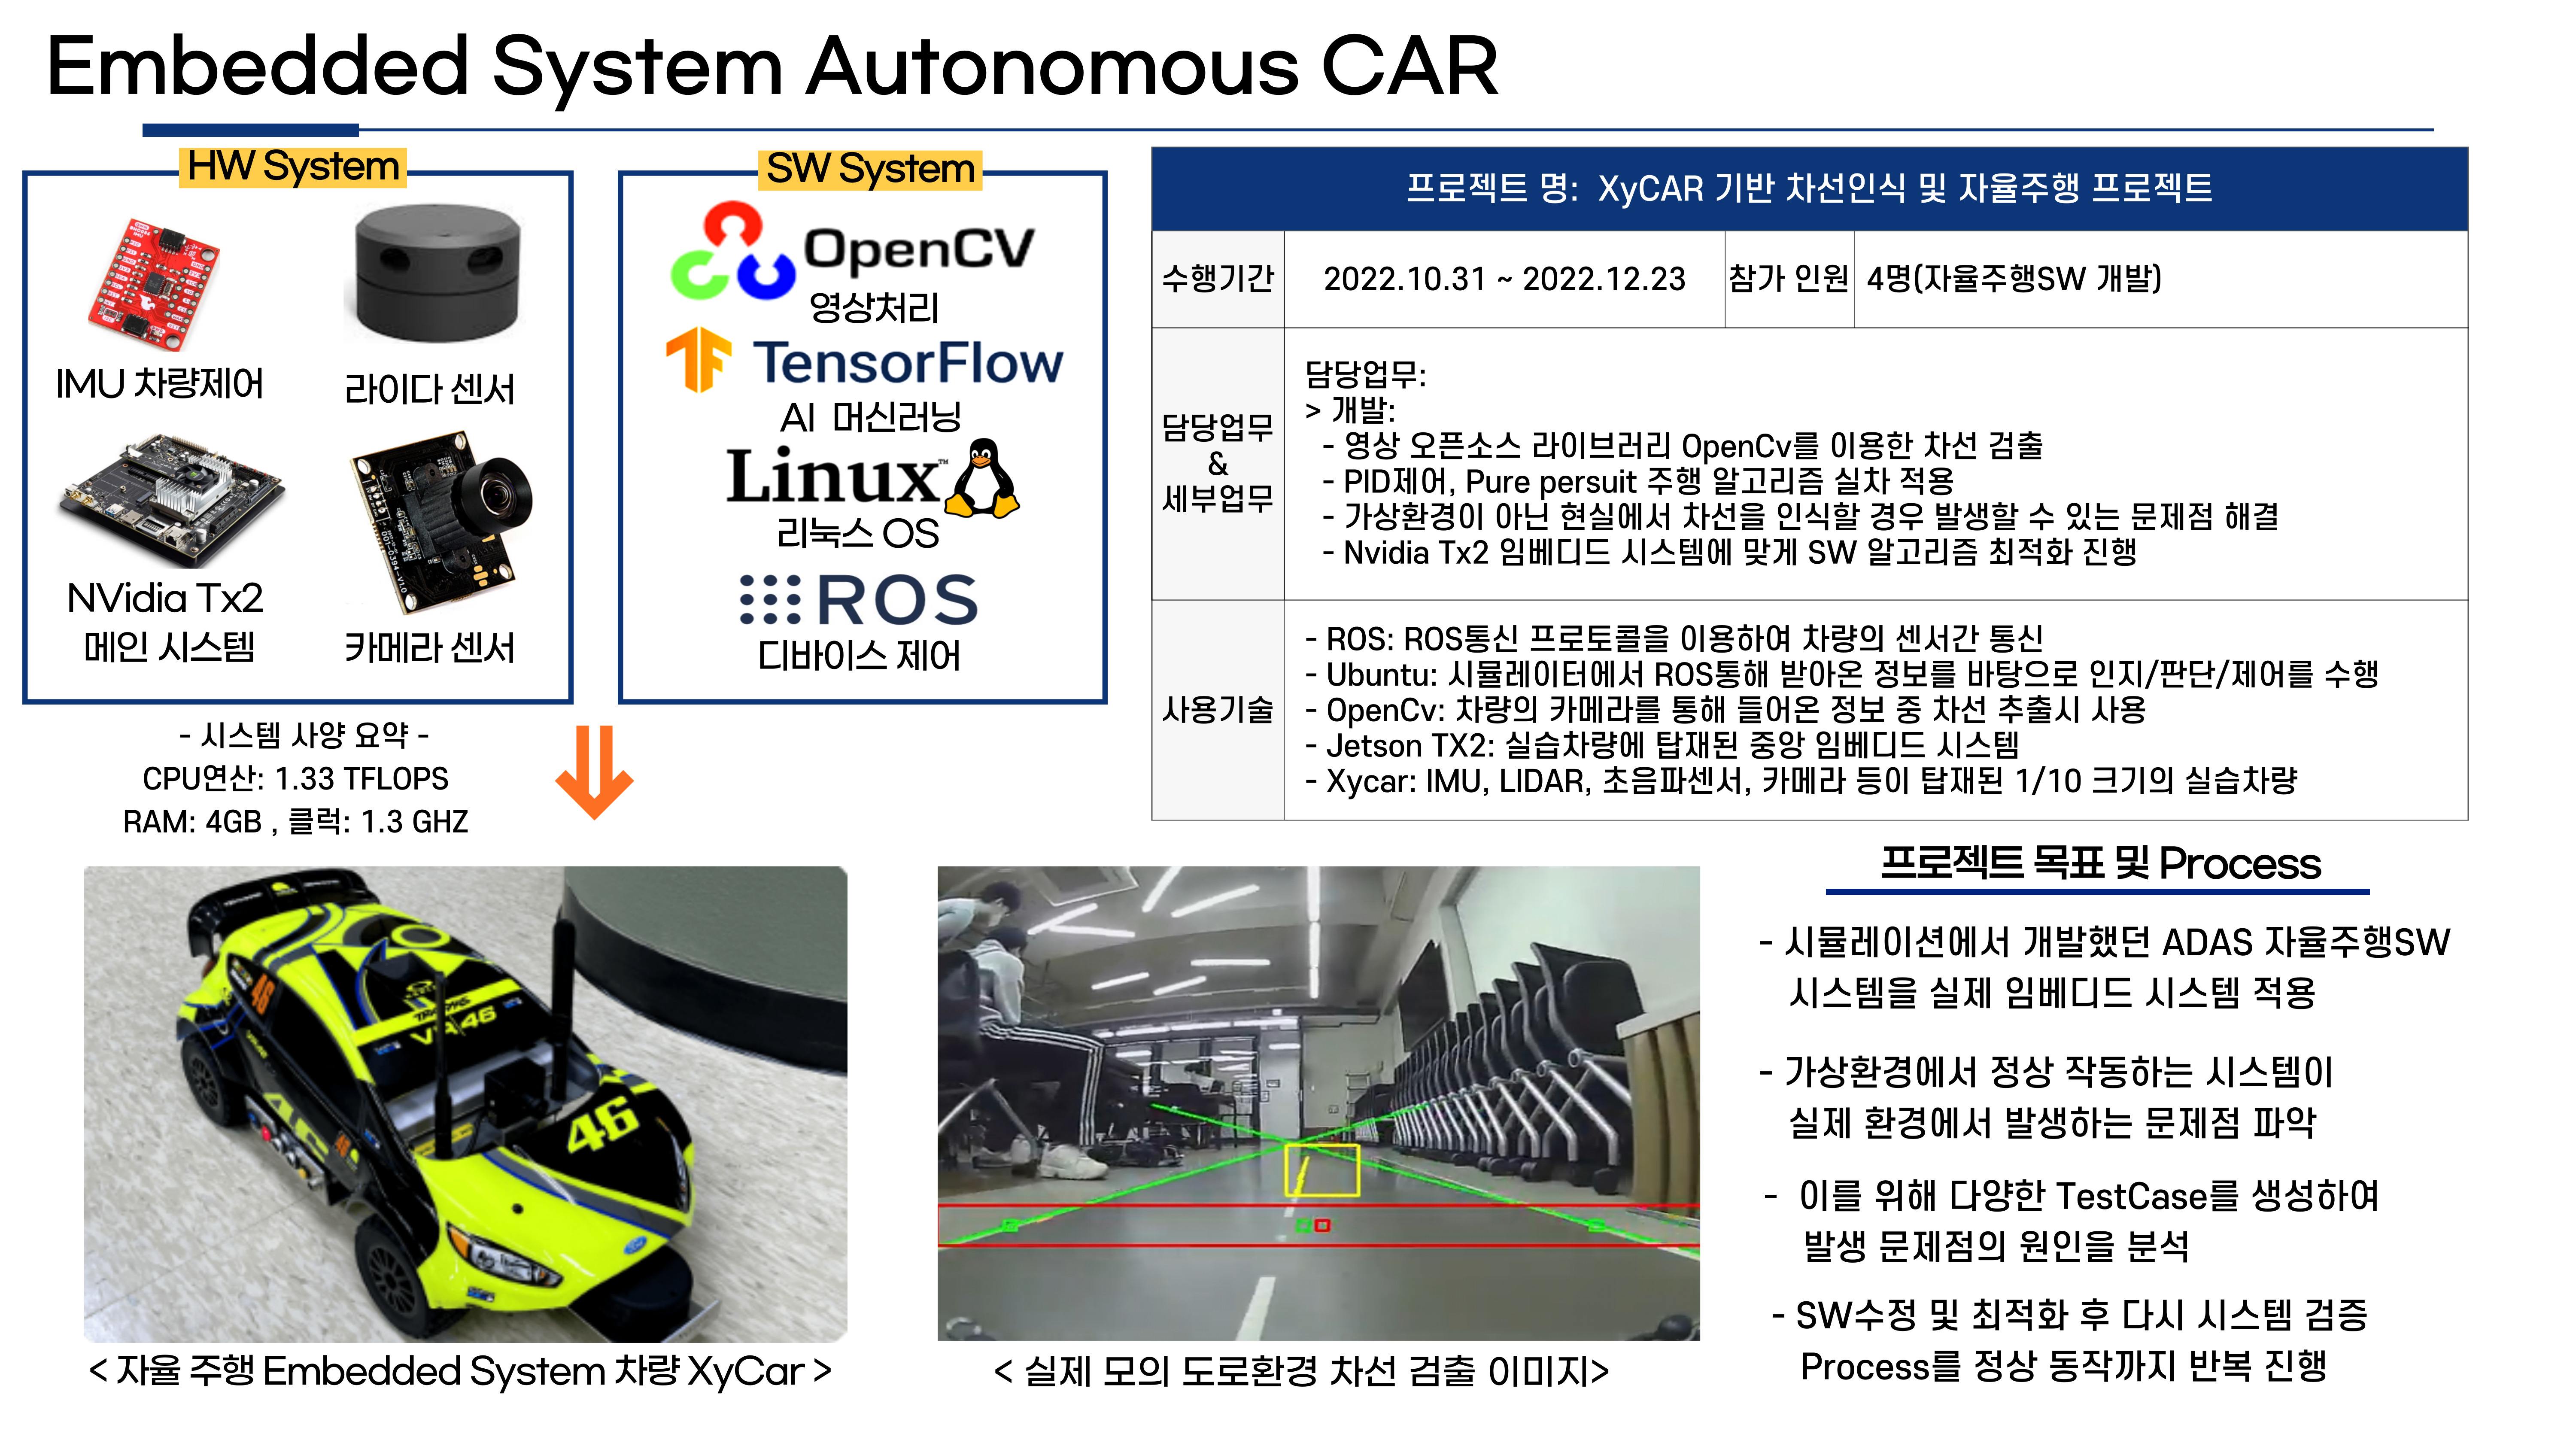 Embedded System Autonomous CAR
HW System
IMU 차량제어
라이다 센서
NVidia Tx2
메인 시스템
카메라 센서
SW System
OpenCV
영상처리
TensorFlow
AI 머신러닝
Linux™
리눅스 OS
ROS
디바이스 제어
- 시스템 사양 요약 -
CPU연산: 1.33 TFLOPS
RAM: 4GB , 클럭: 1.3 GHZ
프로젝트 명: XyCAR 기반 차선인식 및 자율주행 프로젝트
수행기간
2022.10.31 ~ 2022.12.23
참가 인원
4명(자율주행SW 개발)
담당업무
&
세부업무
담당업무:
> 개발:
- 영상 오픈소스 라이브러리 OpenCv를 이용한 차선 검출
- PID제어, Pure persuit 주행 알고리즘 실차 적용
- 가상환경이 아닌 현실에서 차선을 인식할 경우 발생할 수 있는 문제점 해결
- Nvidia Tx2 임베디드 시스템에 맞게 SW 알고리즘 최적화 진행
사용기술
- ROS: ROS통신 프로토콜을 이용하여 차량의 센서간 통신
- Ubuntu: 시뮬레이터에서 ROS통해 받아온 정보를 바탕으로 인지/판단/제어를 수행
- OpenCv: 차량의 카메라를 통해 들어온 정보 중 차선 추출시 사용
- Jetson TX2: 실습차량에 탑재된 중앙 임베디드 시스템
- Xycar: IMU, LIDAR, 초음파센서, 카메라 등이 탑재된 1/10 크기의 실습차량
46
46
VR46
46
< 자율 주행 Embedded System 차량 XyCar >
< 실제 모의 도로환경 차선 검출 이미지>
프로젝트 목표 및 Process
- 시뮬레이션에서 개발했던 ADAS 자율주행SW
시스템을 실제 임베디드 시스템 적용
- 가상환경에서 정상 작동하는 시스템이
실제 환경에서 발생하는 문제점 파악
- 이를 위해 다양한 TestCase를 생성하여
발생 문제점의 원인을 분석
- SW수정 및 최적화 후 다시 시스템 검증
Process를 정상 동작까지 반복 진행